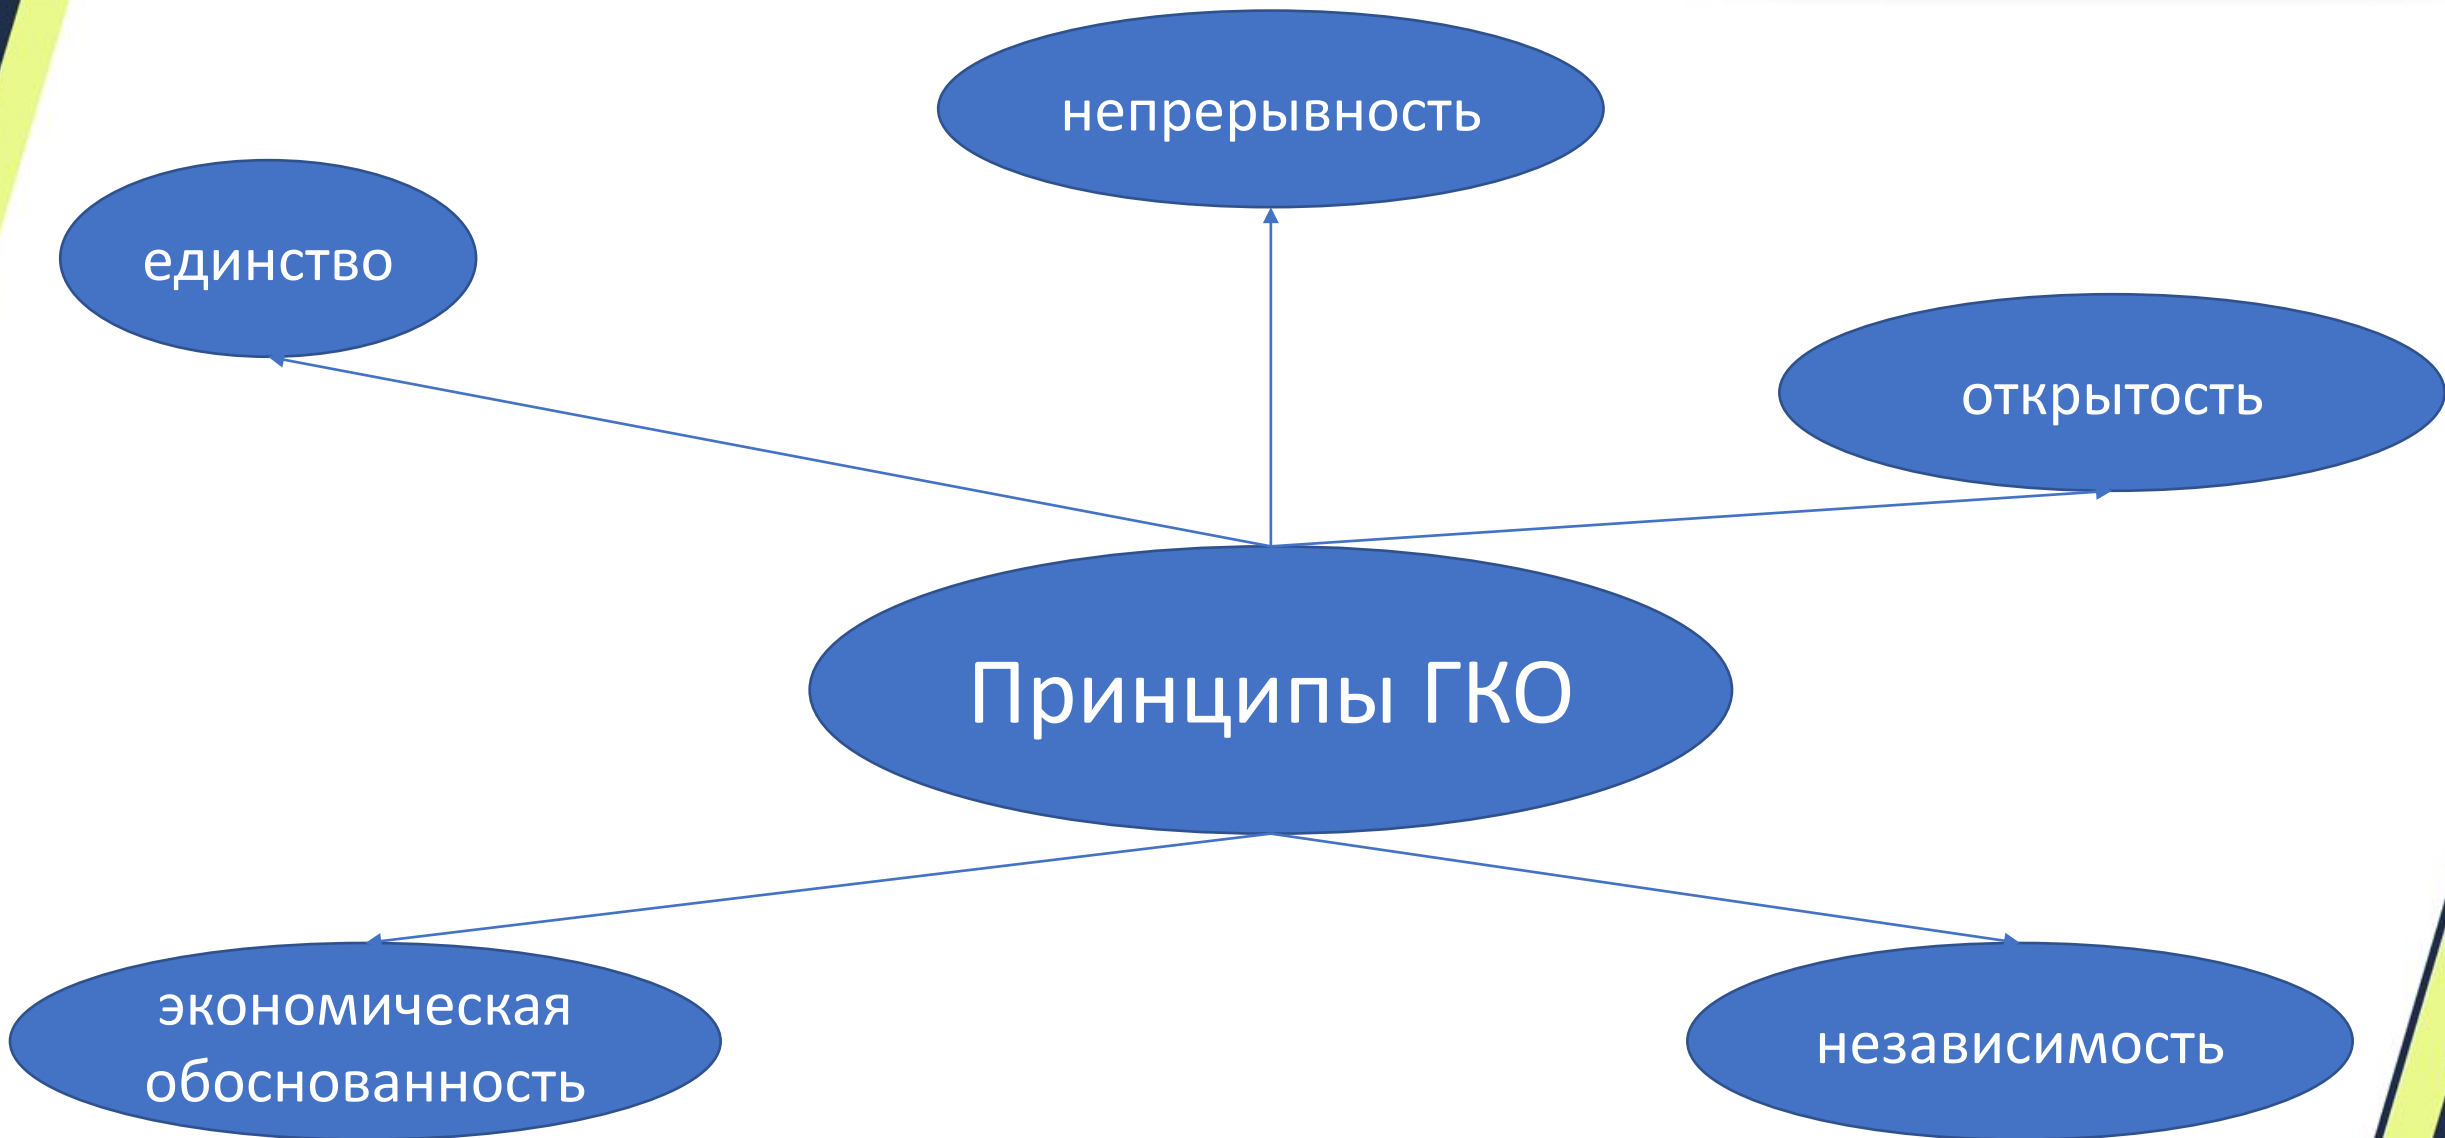 непрерывность
единство
открытость
Принципы ГКО
экономическая
обоснованность
независимость